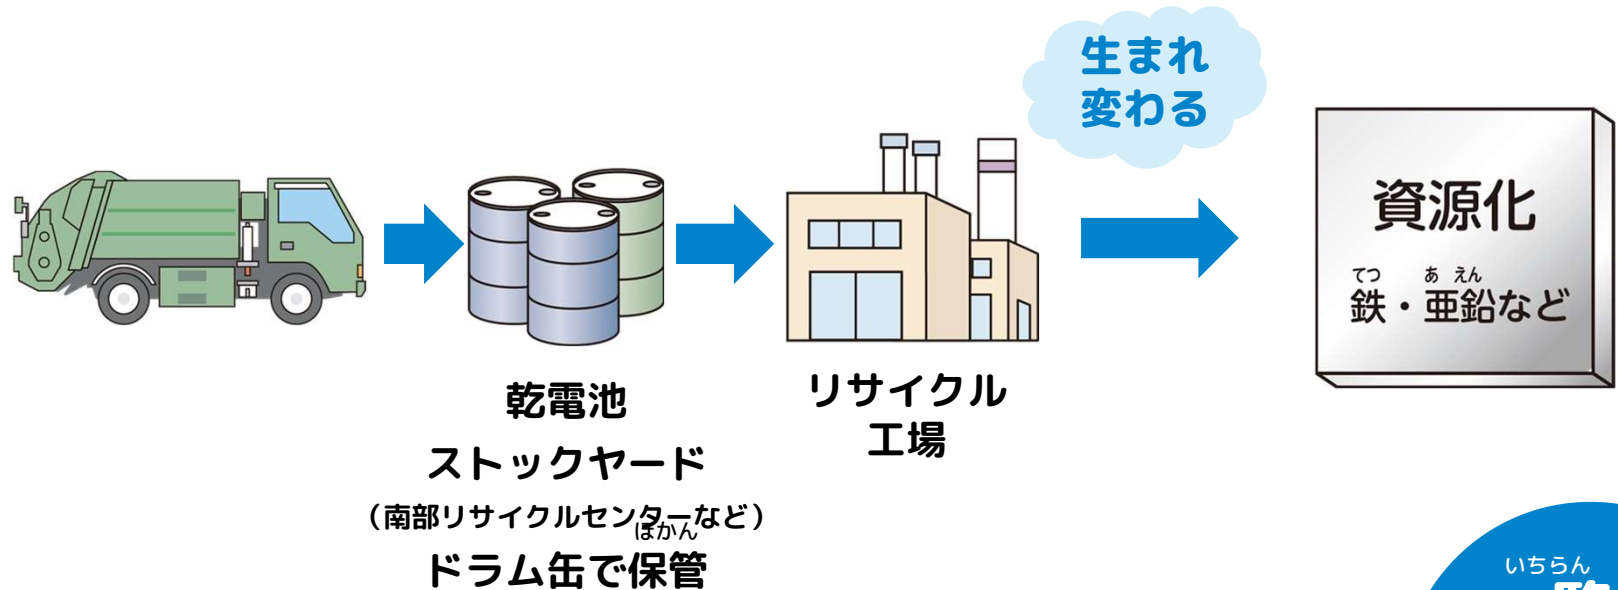 生まれ
変わる
資源化
てつ あえん
鉄・亜鉛など
乾電池
ストックヤード
（南部リサイクルセンターなど）
ほかん
ドラム缶で保管
リサイクル
工場
いちらん